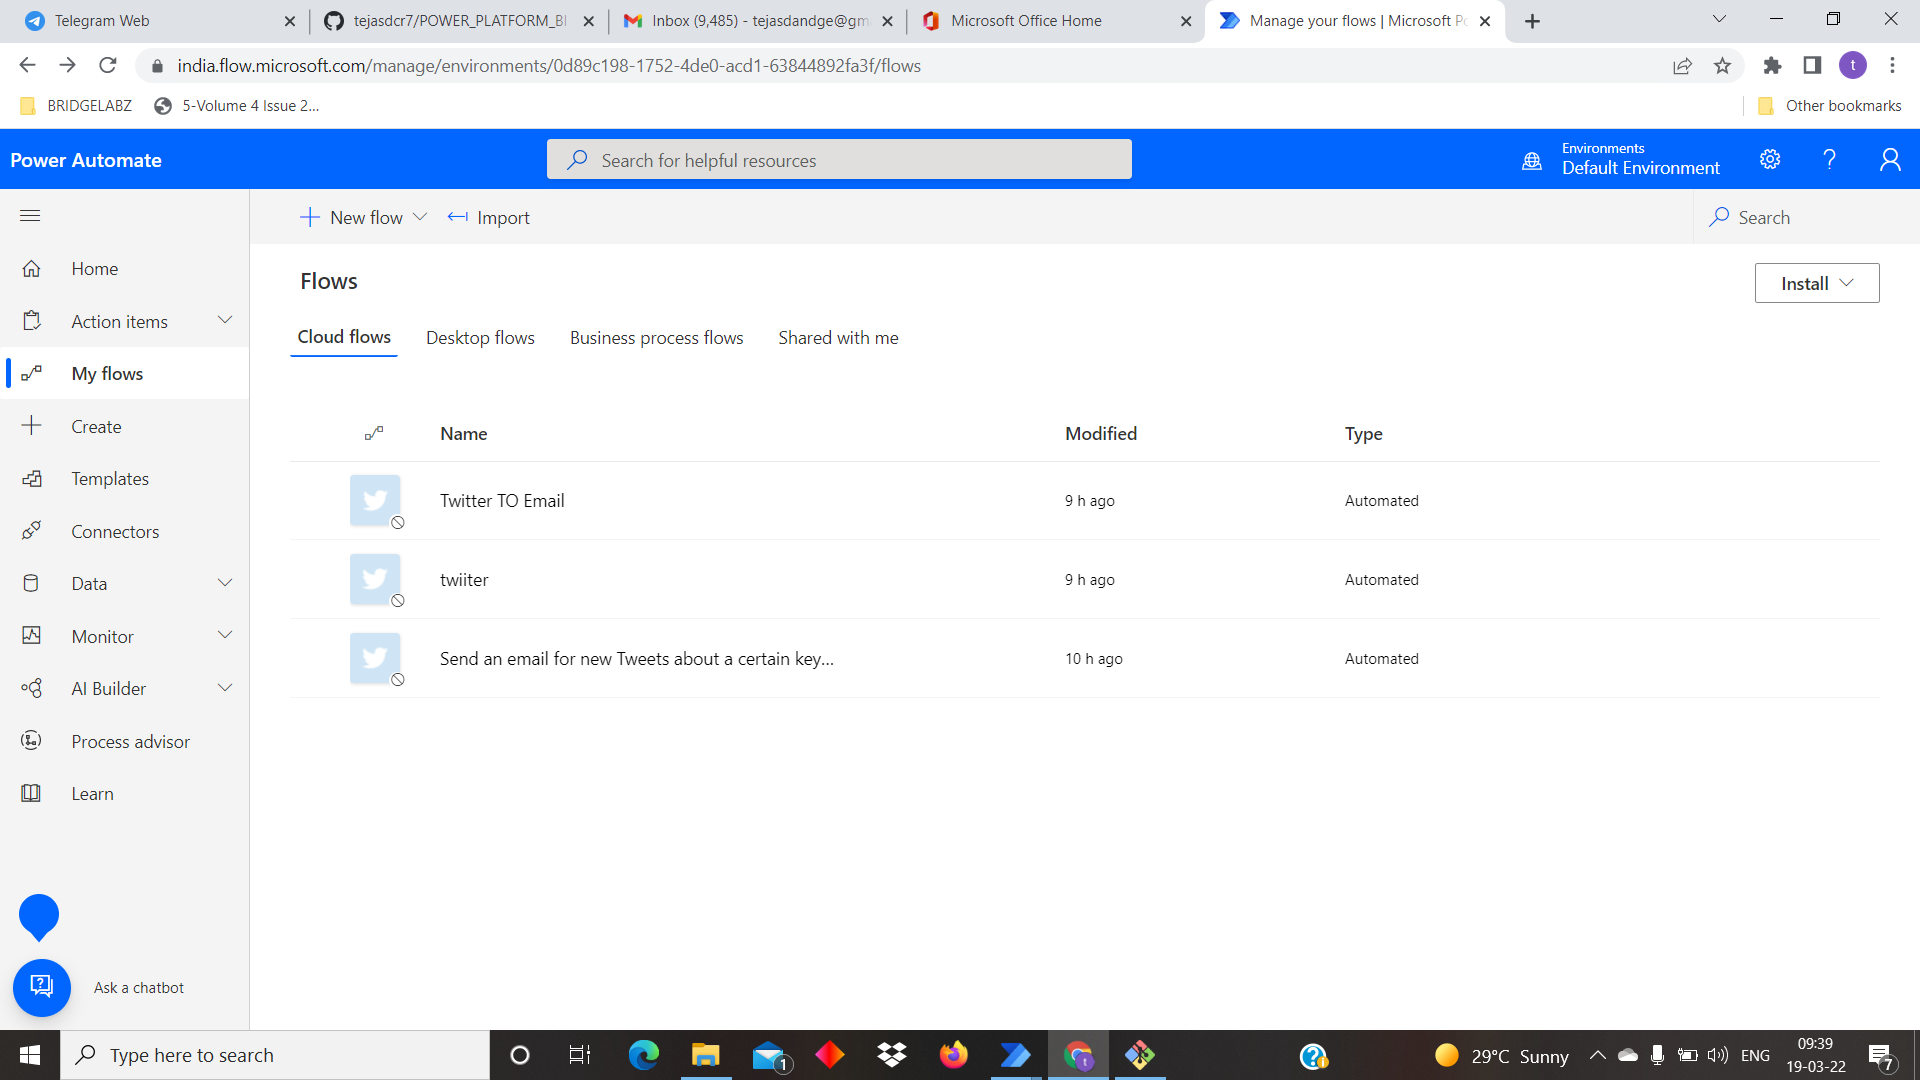 Telegram Web
tejasdcr7/POWER_PLATFORM_BI
Inbox (9,485) - tejasdandge@gm
Microsoft Office Home
Manage your flows | Microsoft Po
india.flow.microsoft.com/manage/environments/0d89c198-1752-4de0-acd1-63844892fa3f/flows
t
BRIDGELABZ
5-Volume 4 Issue 2...
Other bookmarks
Power Automate
Search for helpful resources
Environments
Default Environment
?
New flow
Import
Search
Home
Action items
My flows
Create
Templates
Connectors
Data
Monitor
AI Builder
Process advisor
Learn
Ask a chatbot
Flows
Install
Cloud flows
Desktop flows
Business process flows
Shared with me
Name
Modified
Type
Twitter TO Email
9 h ago
Automated
twiiter
9 h ago
Automated
Send an email for new Tweets about a certain key...
10 h ago
Automated
Type here to search
1
t
29°C Sunny
ENG
09:39
19-03-22
7